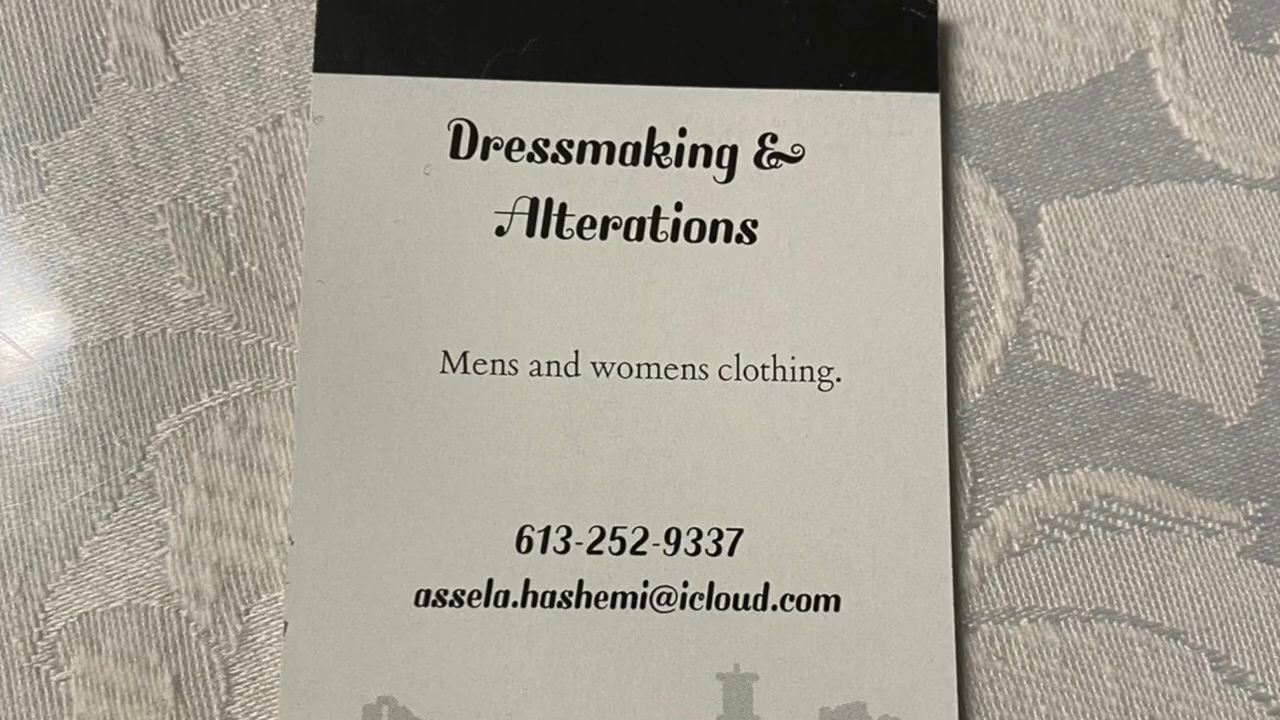 Dressmaking &
Alterations
Mens and womens clothing.
613-252-9337
assela.hashemi@icloud.com